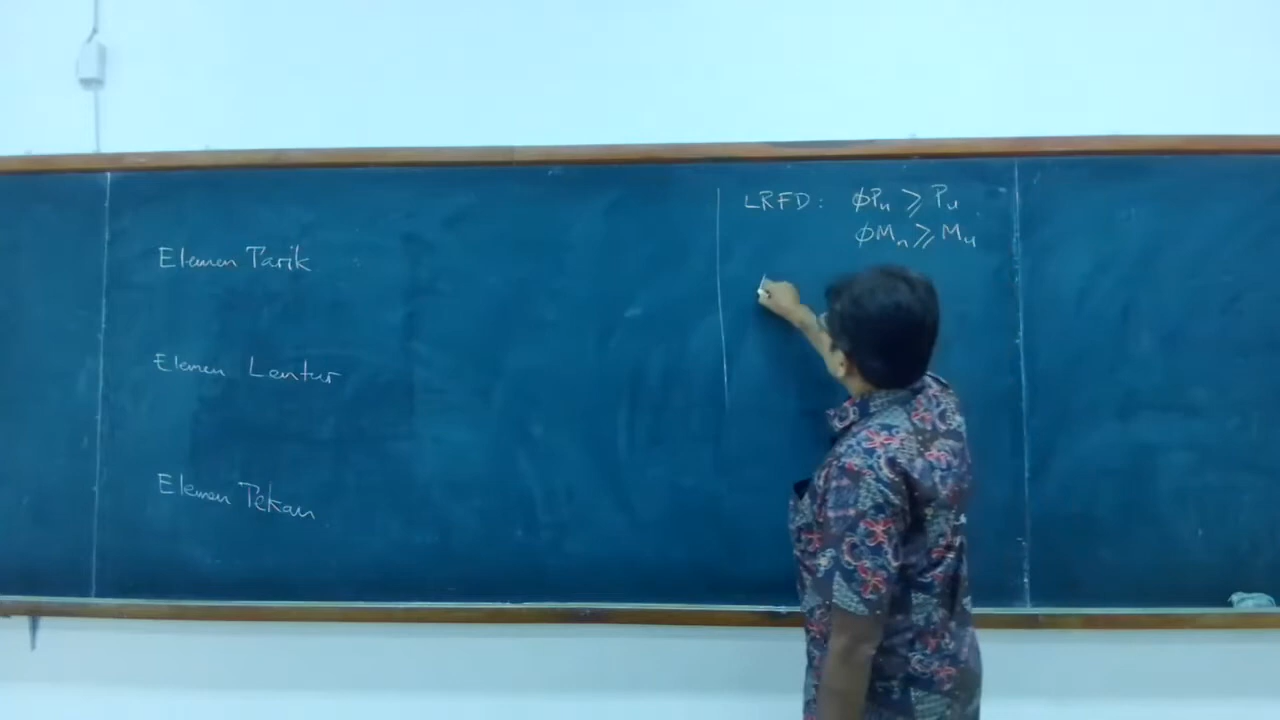 Elemen Tarik
Elemen Lentur
Elemen Tekan
LRFD: ϕPn ⩾ Pu
ϕMn ⩾ Mu